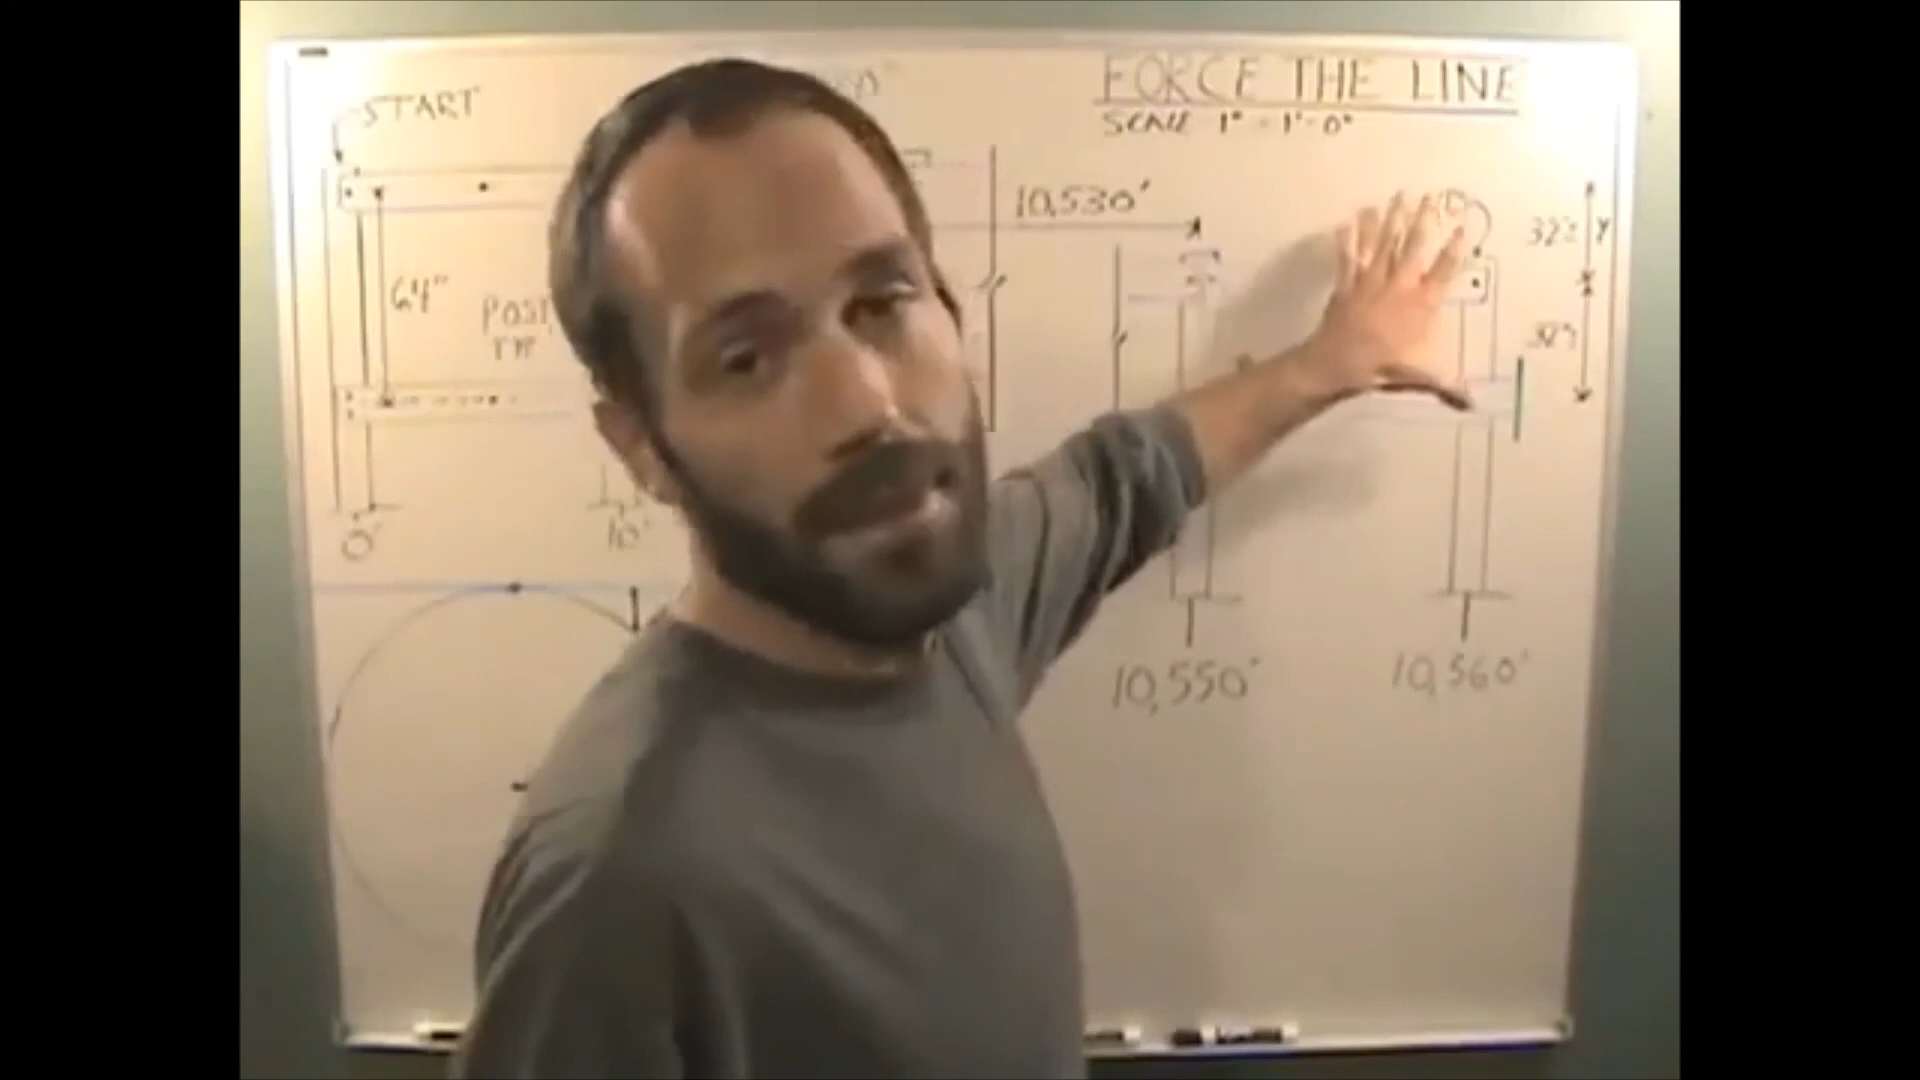 START
FORCE THE LINE
SCALE 1" - 1'-0"
10,530'
64"
POST
TYP
0'
10'
10,550'
10,560'